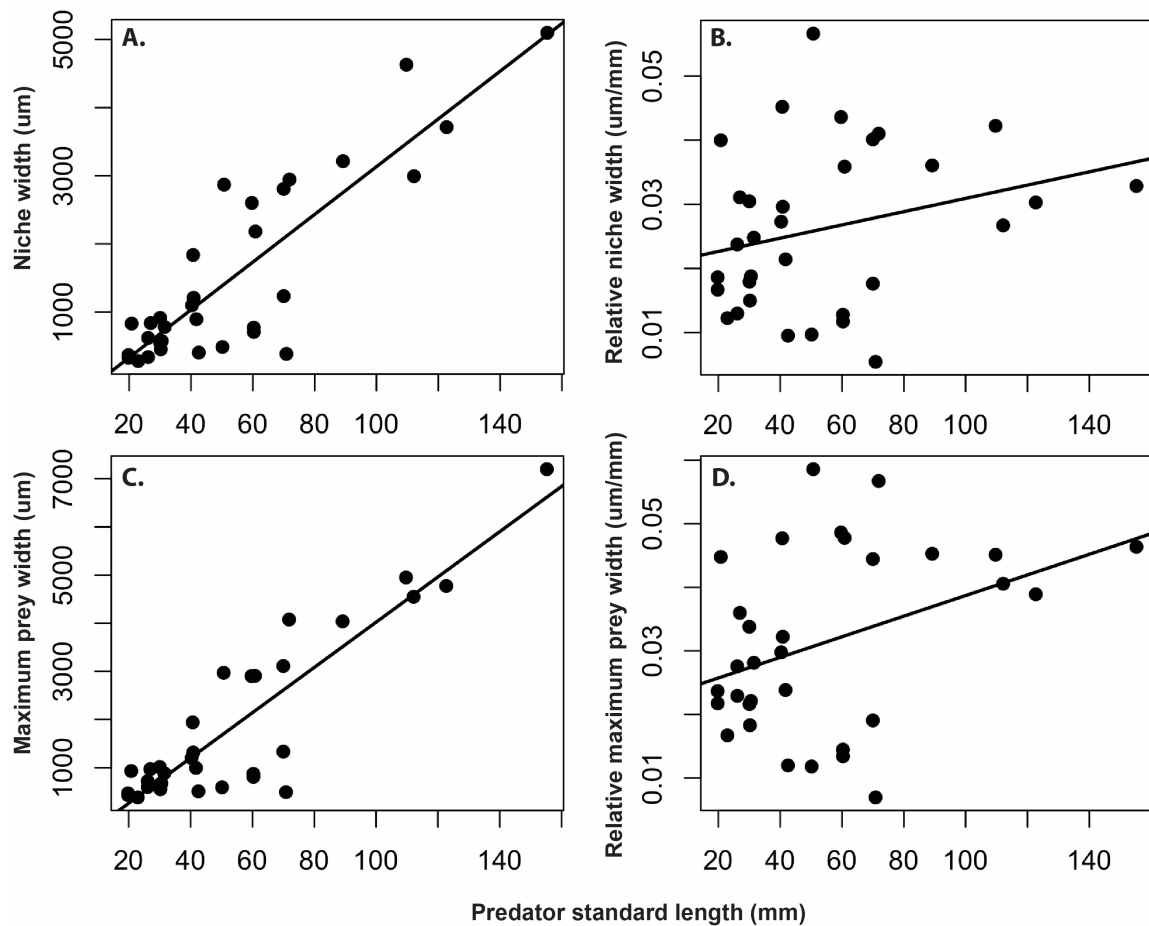 A.
Niche width (um)
5000
3000
1000
20 40 60 80 100 140
B.
Relative niche width (um/mm)
0.05
0.03
0.01
20 40 60 80 100 140
C.
Maximum prey width (um)
7000
5000
3000
1000
20 40 60 80 100 140
D.
Relative maximum prey width (um/mm)
0.05
0.03
0.01
20 40 60 80 100 140
Predator standard length (mm)